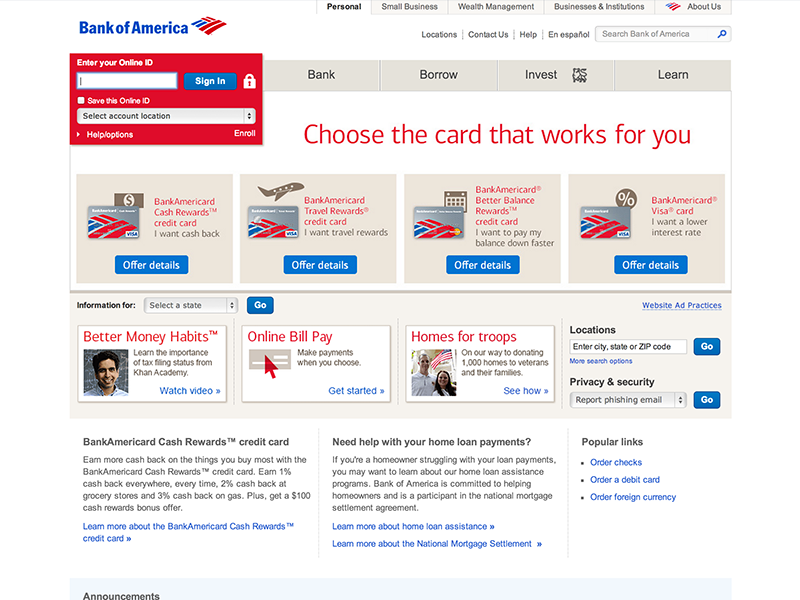 Personal
Small Business
Wealth Management
Businesses & Institutions
About Us
Bank of America
Locations
Contact Us
Help
En español
Search Bank of America
Enter your Online ID
Sign In
Save this Online ID
Select account location
Help/options
Enroll
Bank
Borrow
Invest
Learn
Choose the card that works for you
BankAmericard
Cash Rewards™
credit card
I want cash back
Offer details
BankAmericard
Travel Rewards®
credit card
I want travel rewards
Offer details
BankAmericard®
Better Balance
Rewards™
credit card
I want to pay my
balance down faster
Offer details
BankAmericard®
Visa® card
I want a lower
interest rate
Offer details
Information for:
Select a state
Go
Website Ad Practices
Better Money Habits™
Learn the importance
of tax filing status from
Khan Academy.
Watch video »
Online Bill Pay
Make payments
when you choose.
Get started »
Homes for troops
On our way to donating
1,000 homes to veterans
and their families.
See how »
Locations
Enter city, state or ZIP code
Go
More search options
Privacy & security
Report phishing email
Go
BankAmericard Cash Rewards™ credit card
Earn more cash back on the things you buy most with the
BankAmericard Cash Rewards™ credit card. Earn 1%
cash back everywhere, every time, 2% cash back at
grocery stores and 3% cash back on gas. Plus, get a $100
cash rewards bonus offer.
Learn more about the BankAmericard Cash Rewards™
credit card »
Need help with your home loan payments?
If you're a homeowner struggling with your loan payments,
you may want to learn about our home loan assistance
programs. Bank of America is committed to helping
homeowners and is a participant in the national mortgage
settlement agreement.
Learn more about home loan assistance »
Learn more about the National Mortgage Settlement »
Popular links
Order checks
Order a debit card
Order foreign currency
Announcements